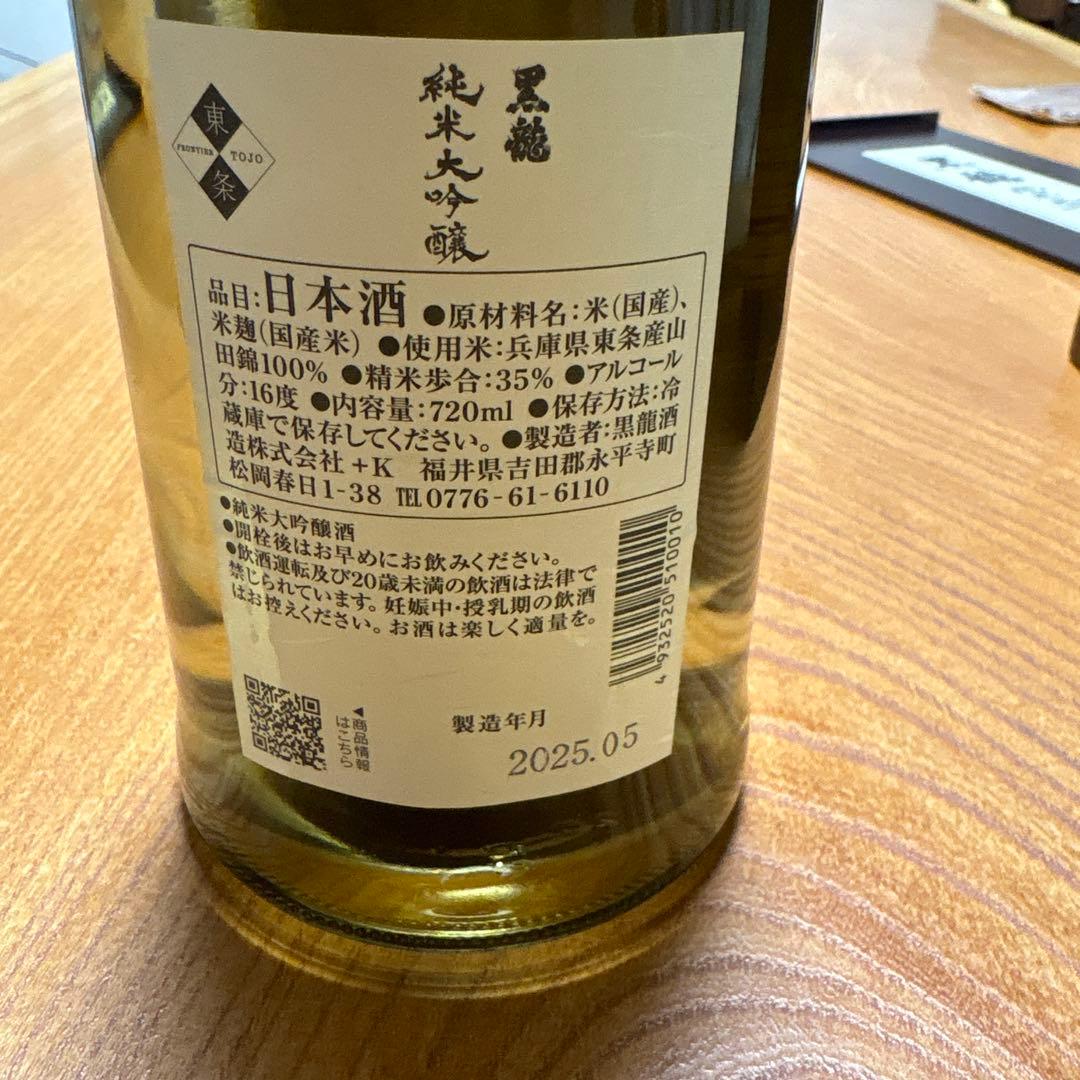 黒龍
純米大吟醸
東
FRONTIER TOJO
条
品目:日本酒 ●原材料名:米(国産)、
米麹(国産米) ●使用米:兵庫県東条産山
田錦100% ●精米歩合:35% ●アルコール
分:16度 ●内容量:720ml ●保存方法:冷
蔵庫で保存してください。●製造者:黒龍酒
造株式会社+K 福井県吉田郡永平寺町
松岡春日1-38 TEL0776-61-6110
●純米大吟醸酒
●開栓後はお早めにお飲みください。
●飲酒運転及び20歳未満の飲酒は法律で
禁じられています。妊娠中・授乳期の飲酒
はお控えください。お酒は楽しく適量を。
4 932520 510010
◀商品情報
はこちら
製造年月
2025.05